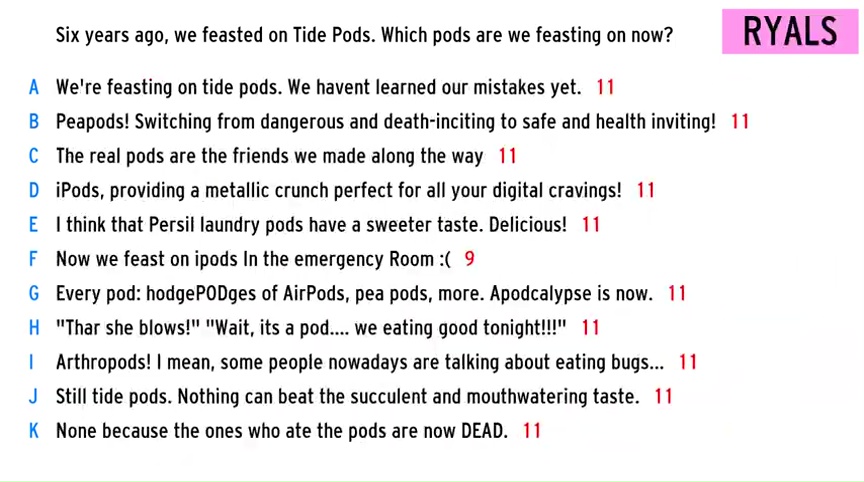 Six years ago, we feasted on Tide Pods. Which pods are we feasting on now? RYALS
A We're feasting on tide pods. We havent learned our mistakes yet. 11
B Peapods! Switching from dangerous and death-inciting to safe and health inviting! 11
C The real pods are the friends we made along the way 11
D iPods, providing a metallic crunch perfect for all your digital cravings! 11
E I think that Persil laundry pods have a sweeter taste. Delicious! 11
F Now we feast on ipods In the emergency Room :( 9
G Every pod: hodgePODges of AirPods, pea pods, more. Apodcalypse is now. 11
H "Thar she blows!" "Wait, its a pod.... we eating good tonight!!!" 11
I Arthropods! I mean, some people nowadays are talking about eating bugs... 11
J Still tide pods. Nothing can beat the succulent and mouthwatering taste. 11
K None because the ones who ate the pods are now DEAD. 11